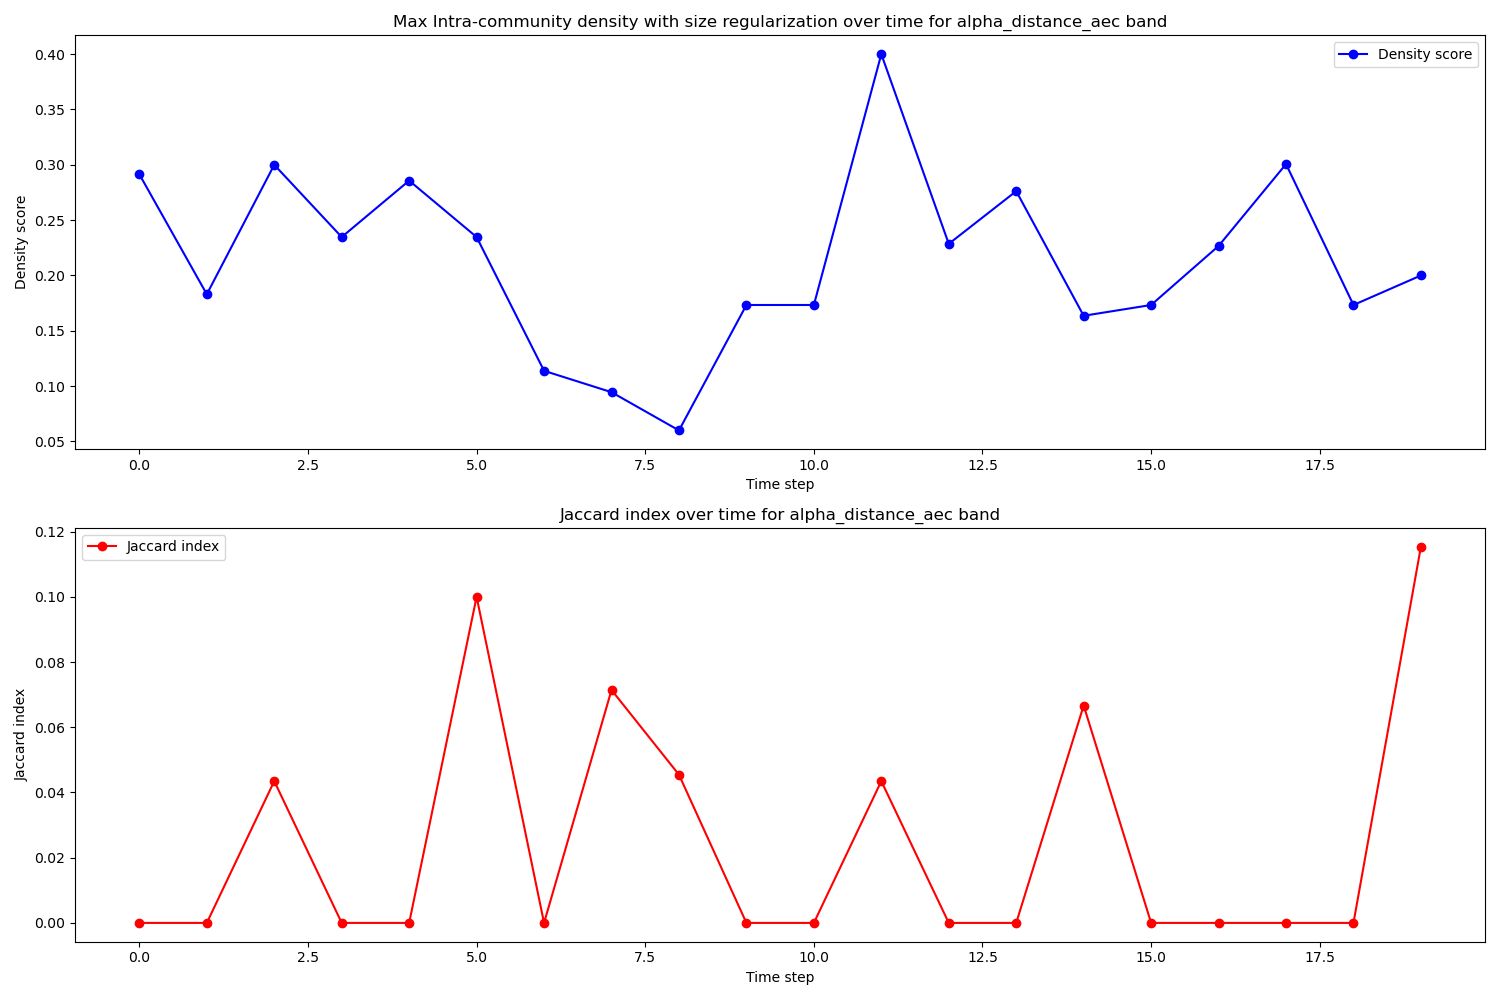 Max Intra-community density with size regularization over time for alpha_distance_aec band
Density score
0.40
0.35
0.30
0.25
0.20
0.15
0.10
0.05
Density score
0.0 2.5 5.0 7.5 10.0 12.5 15.0 17.5
Time step
Jaccard index over time for alpha_distance_aec band
Jaccard index
0.12
0.10
0.08
0.06
0.04
0.02
0.00
Jaccard index
0.0 2.5 5.0 7.5 10.0 12.5 15.0 17.5
Time step